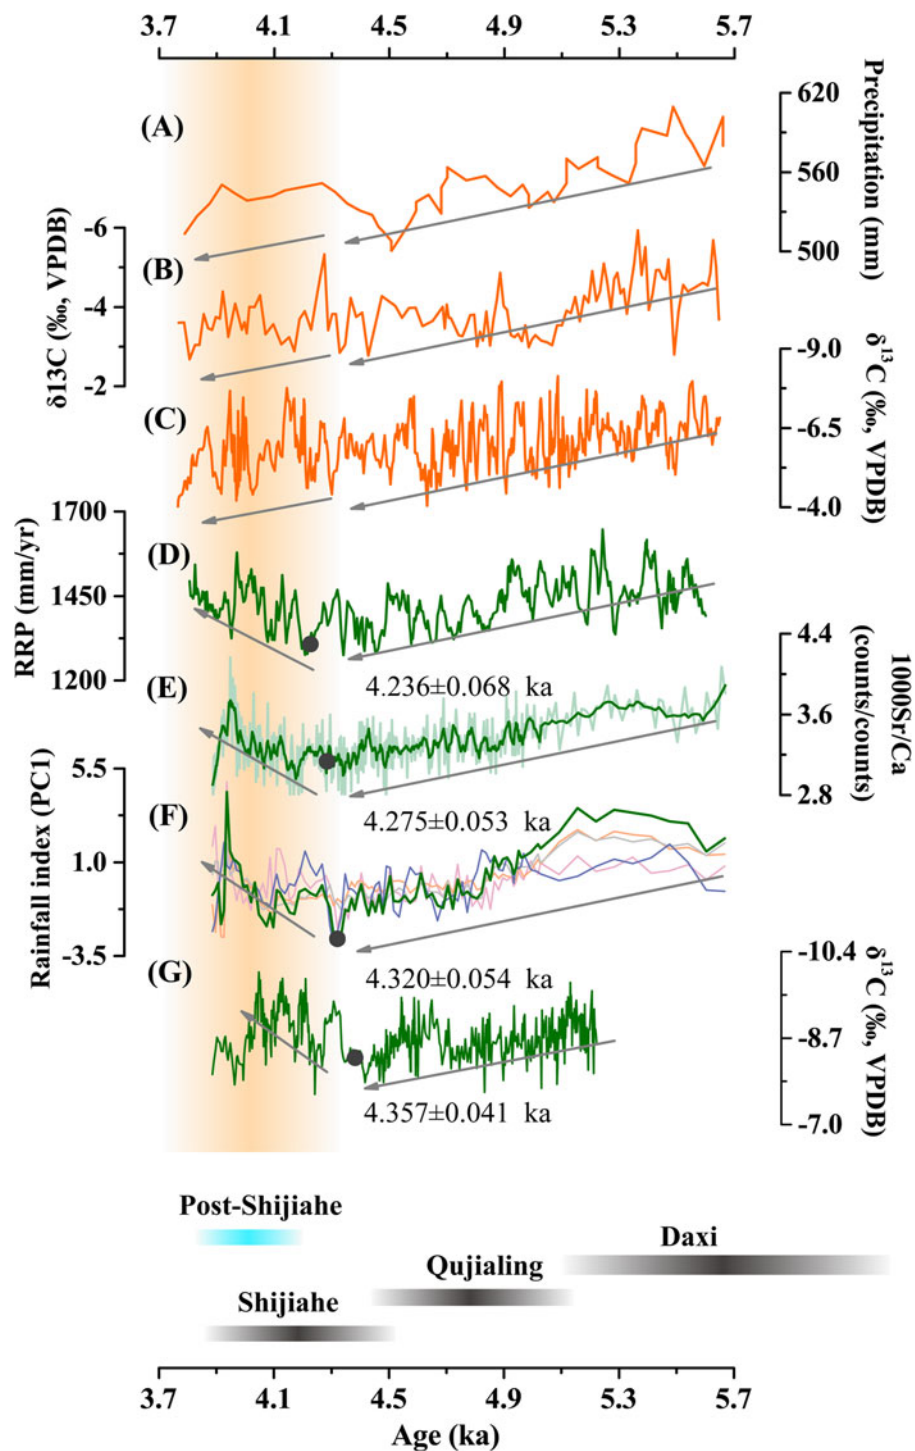 3.7 4.1 4.5 4.9 5.3 5.7
(A)
620
560
500
Precipitation (mm)
-6
-4
-2
δ13C (‰, VPDB)
(B)
-9.0
-6.5
-4.0
δ¹³C (‰, VPDB)
(C)
1700
1450
1200
RRP (mm/yr)
(D)
4.236±0.068 ka
4.4
3.6
2.8
1000Sr/Ca
(counts/counts)
(E)
4.275±0.053 ka
5.5
1.0
-3.5
Rainfall index (PC1)
(F)
4.320±0.054 ka
-10.4
-8.7
-7.0
δ¹³C (‰, VPDB)
(G)
4.357±0.041 ka
Post-Shijiahe
Daxi
Qujialing
Shijiahe
3.7 4.1 4.5 4.9 5.3 5.7
Age (ka)